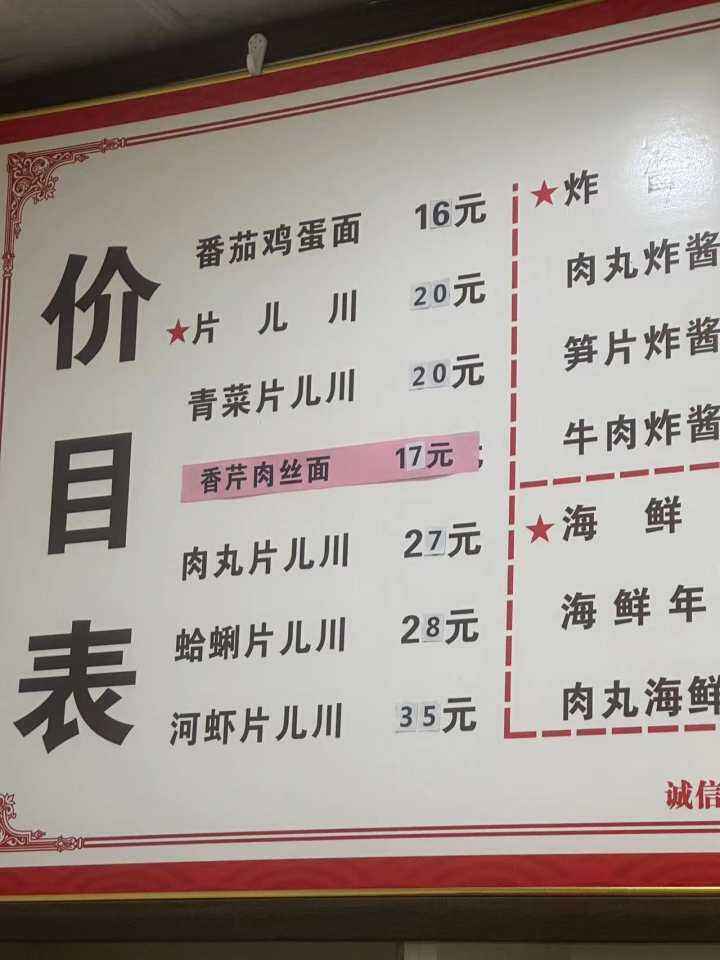 价目表
番茄鸡蛋面 16元
★片儿川 20元
青菜片儿川 20元
香芹肉丝面 17元
肉丸片儿川 27元
蛤蜊片儿川 28元
河虾片儿川 35元
★炸
肉丸炸酱
笋片炸酱
牛肉炸酱
★海鲜
海鲜年
肉丸海鲜
诚信